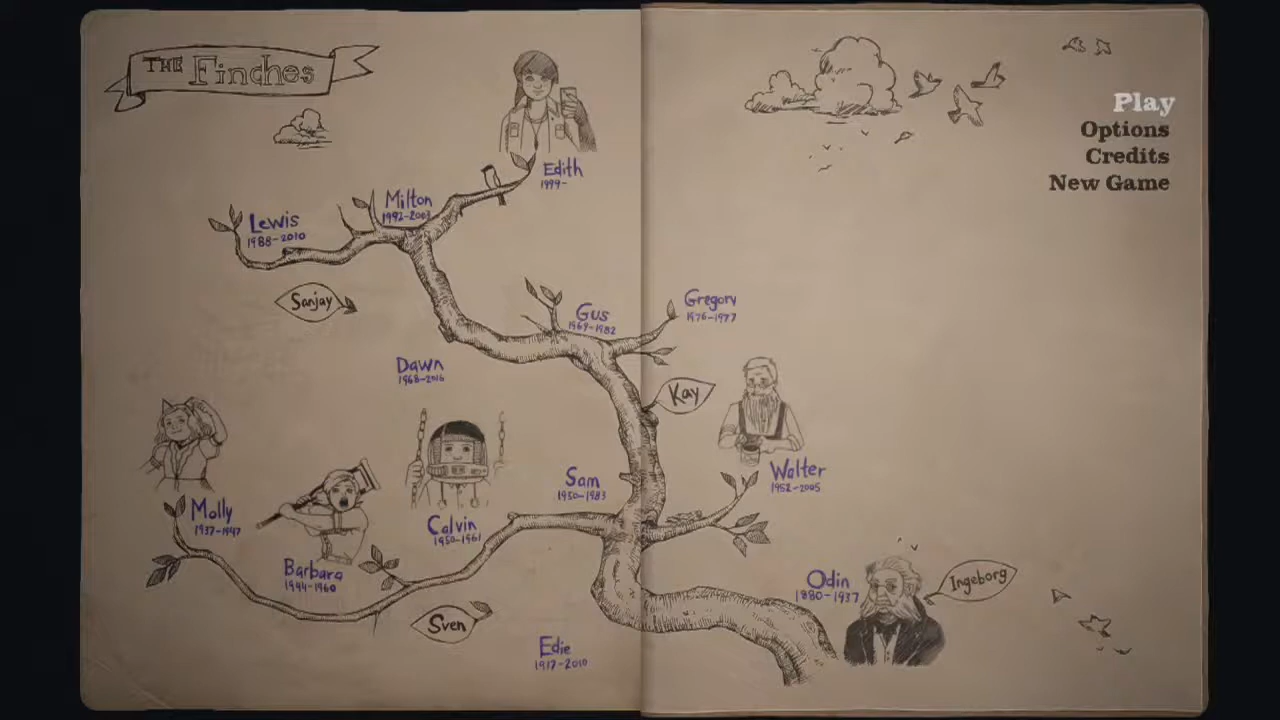 THE Finches
Play
Options
Credits
New Game
Edith
1999-
Milton
1992-2003
Lewis
1988-2010
Sanjay
Gus
1969-1982
Gregory
1976-1977
Dawn
1968-2016
Kay
Sam
1950-1983
Walter
1952-2005
Molly
1937-1947
Barbara
1944-1960
Calvin
1950-1961
Odin
1880-1937
Ingeborg
Sven
Edie
1917-2010